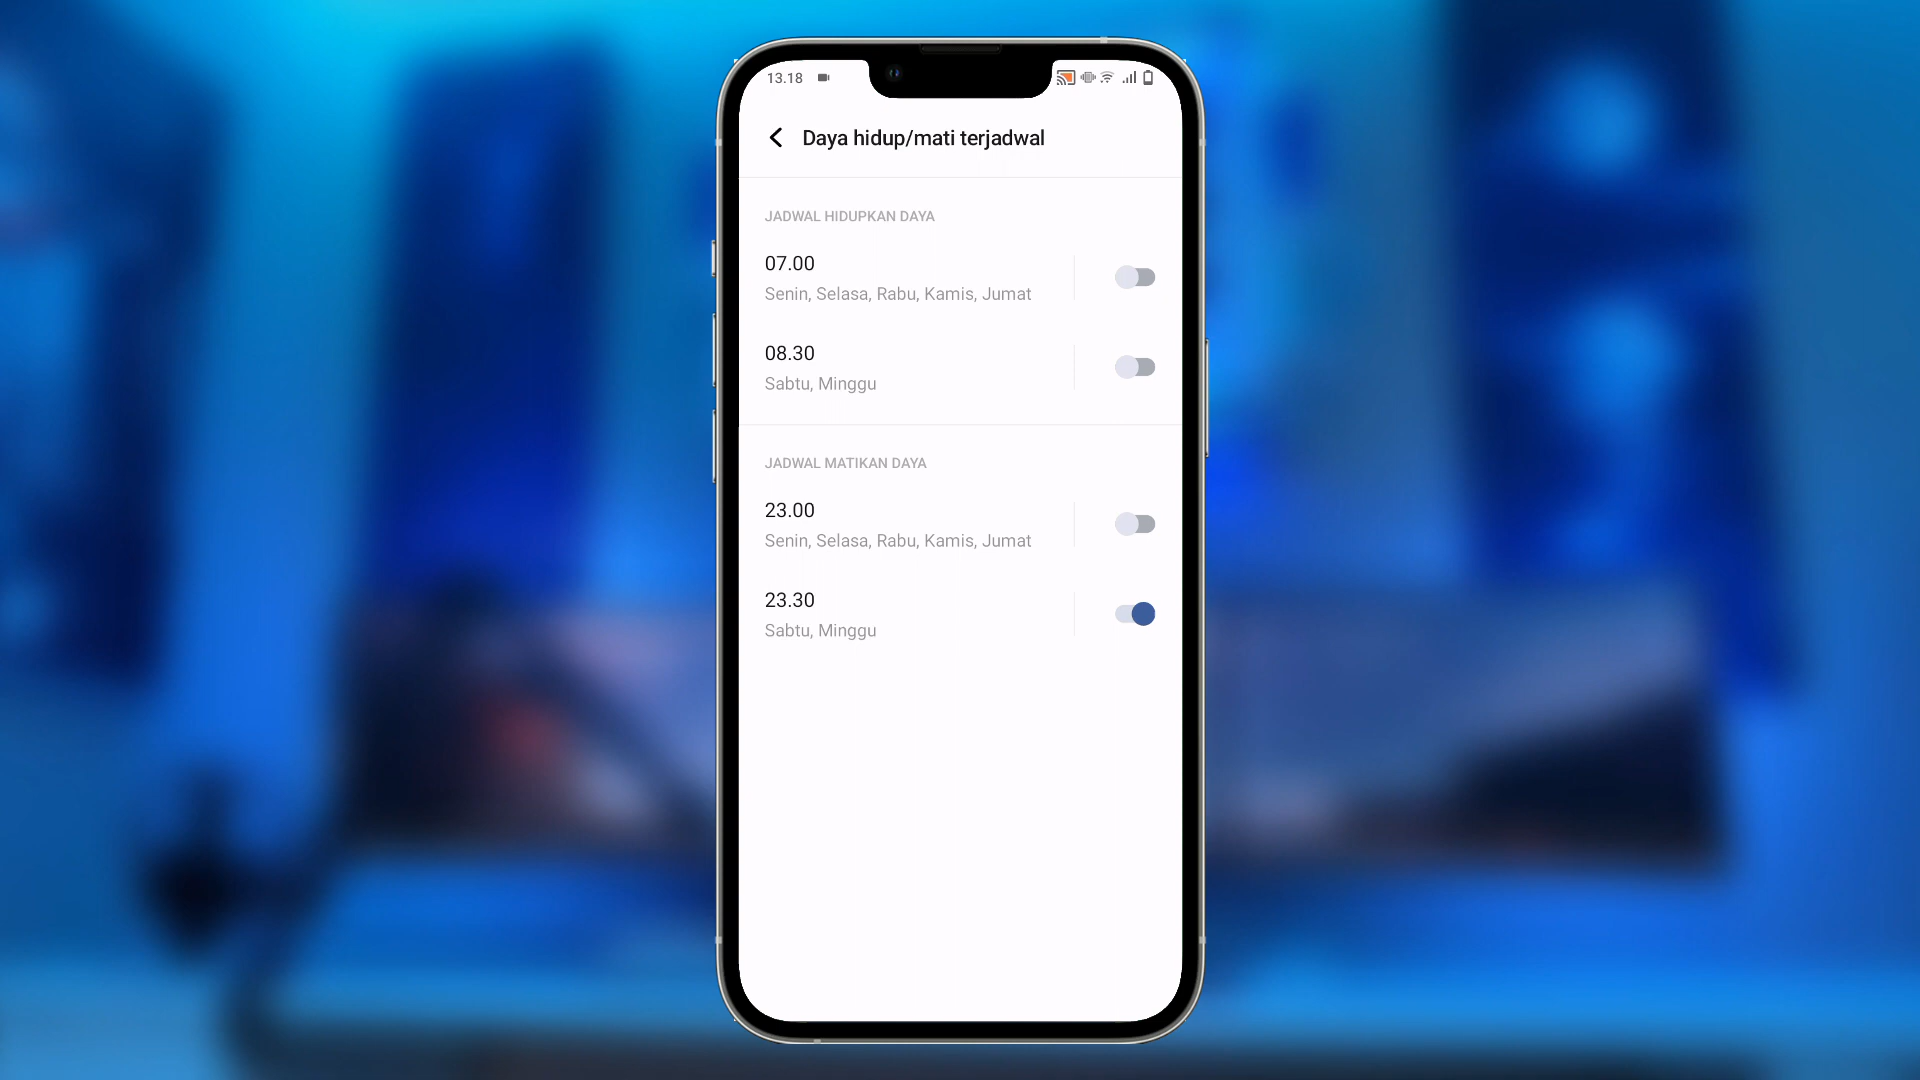 13.18
Daya hidup/mati terjadwal
JADWAL HIDUPKAN DAYA
07.00
Senin, Selasa, Rabu, Kamis, Jumat
08.30
Sabtu, Minggu
JADWAL MATIKAN DAYA
23.00
Senin, Selasa, Rabu, Kamis, Jumat
23.30
Sabtu, Minggu